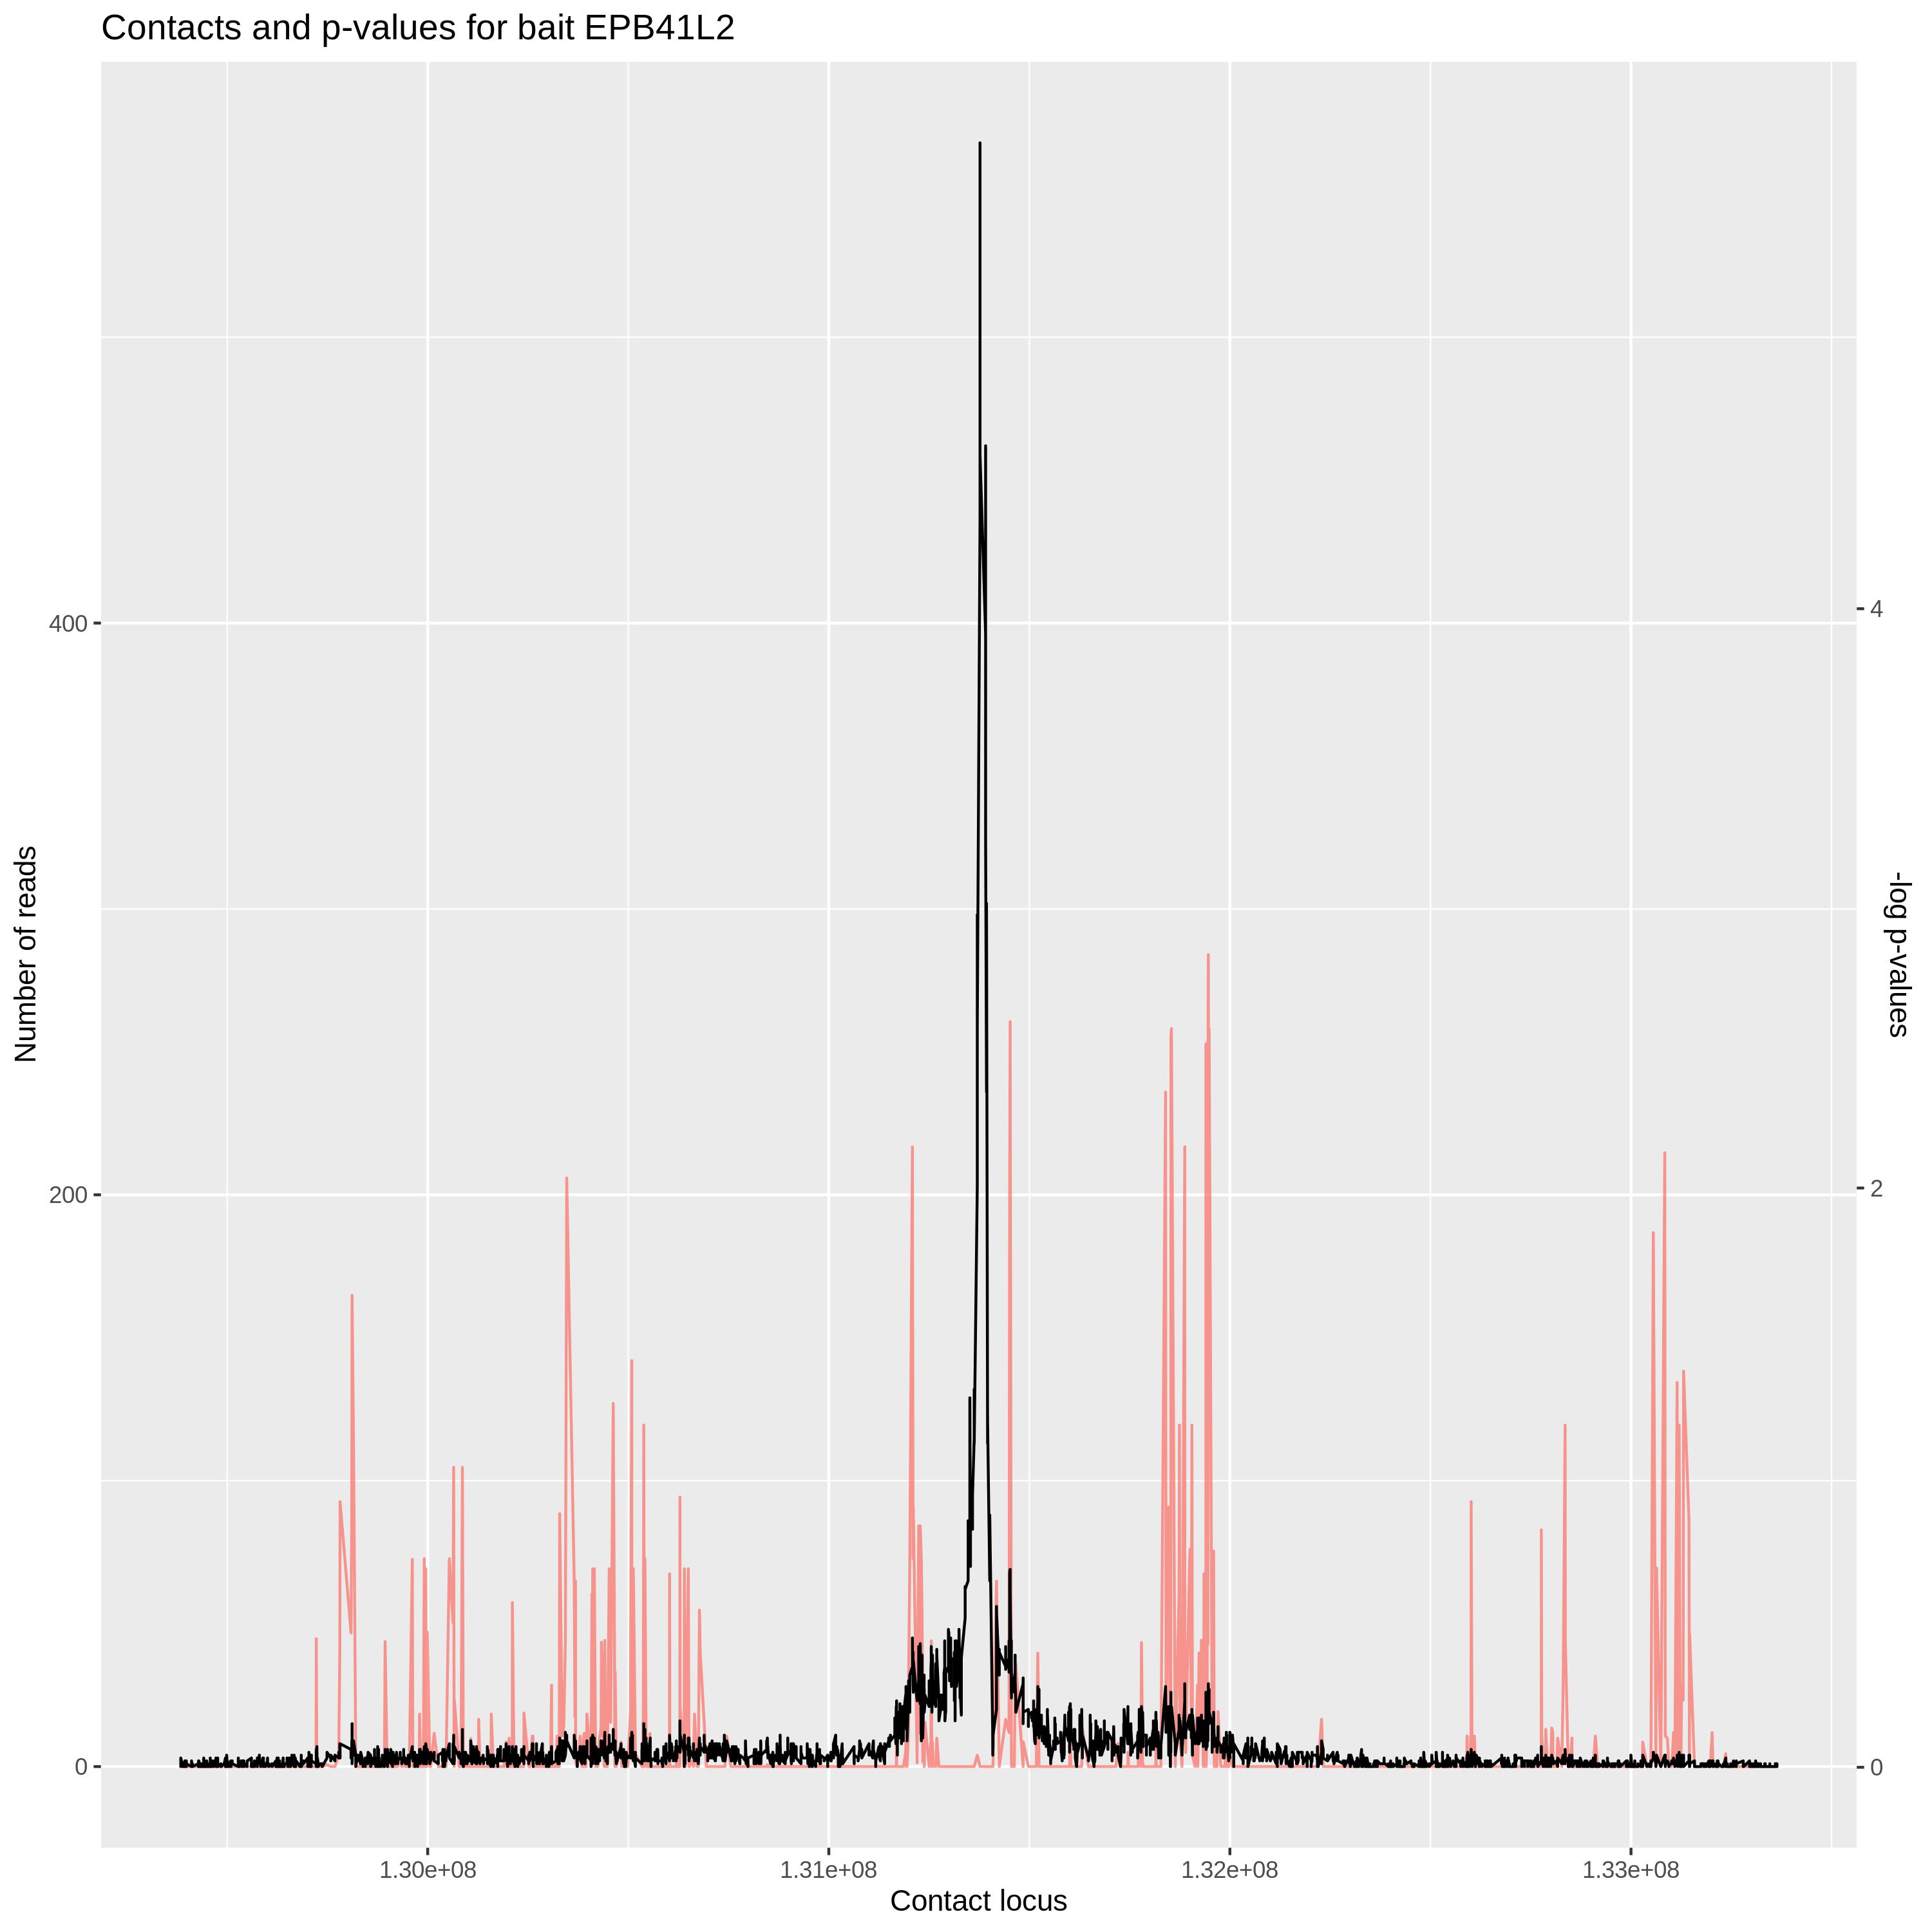 Contacts and p-values for bait EPB41L2
Number of reads
400
200
0
4
2
0
-log p-values
1.30e+08
1.31e+08
1.32e+08
1.33e+08
Contact locus